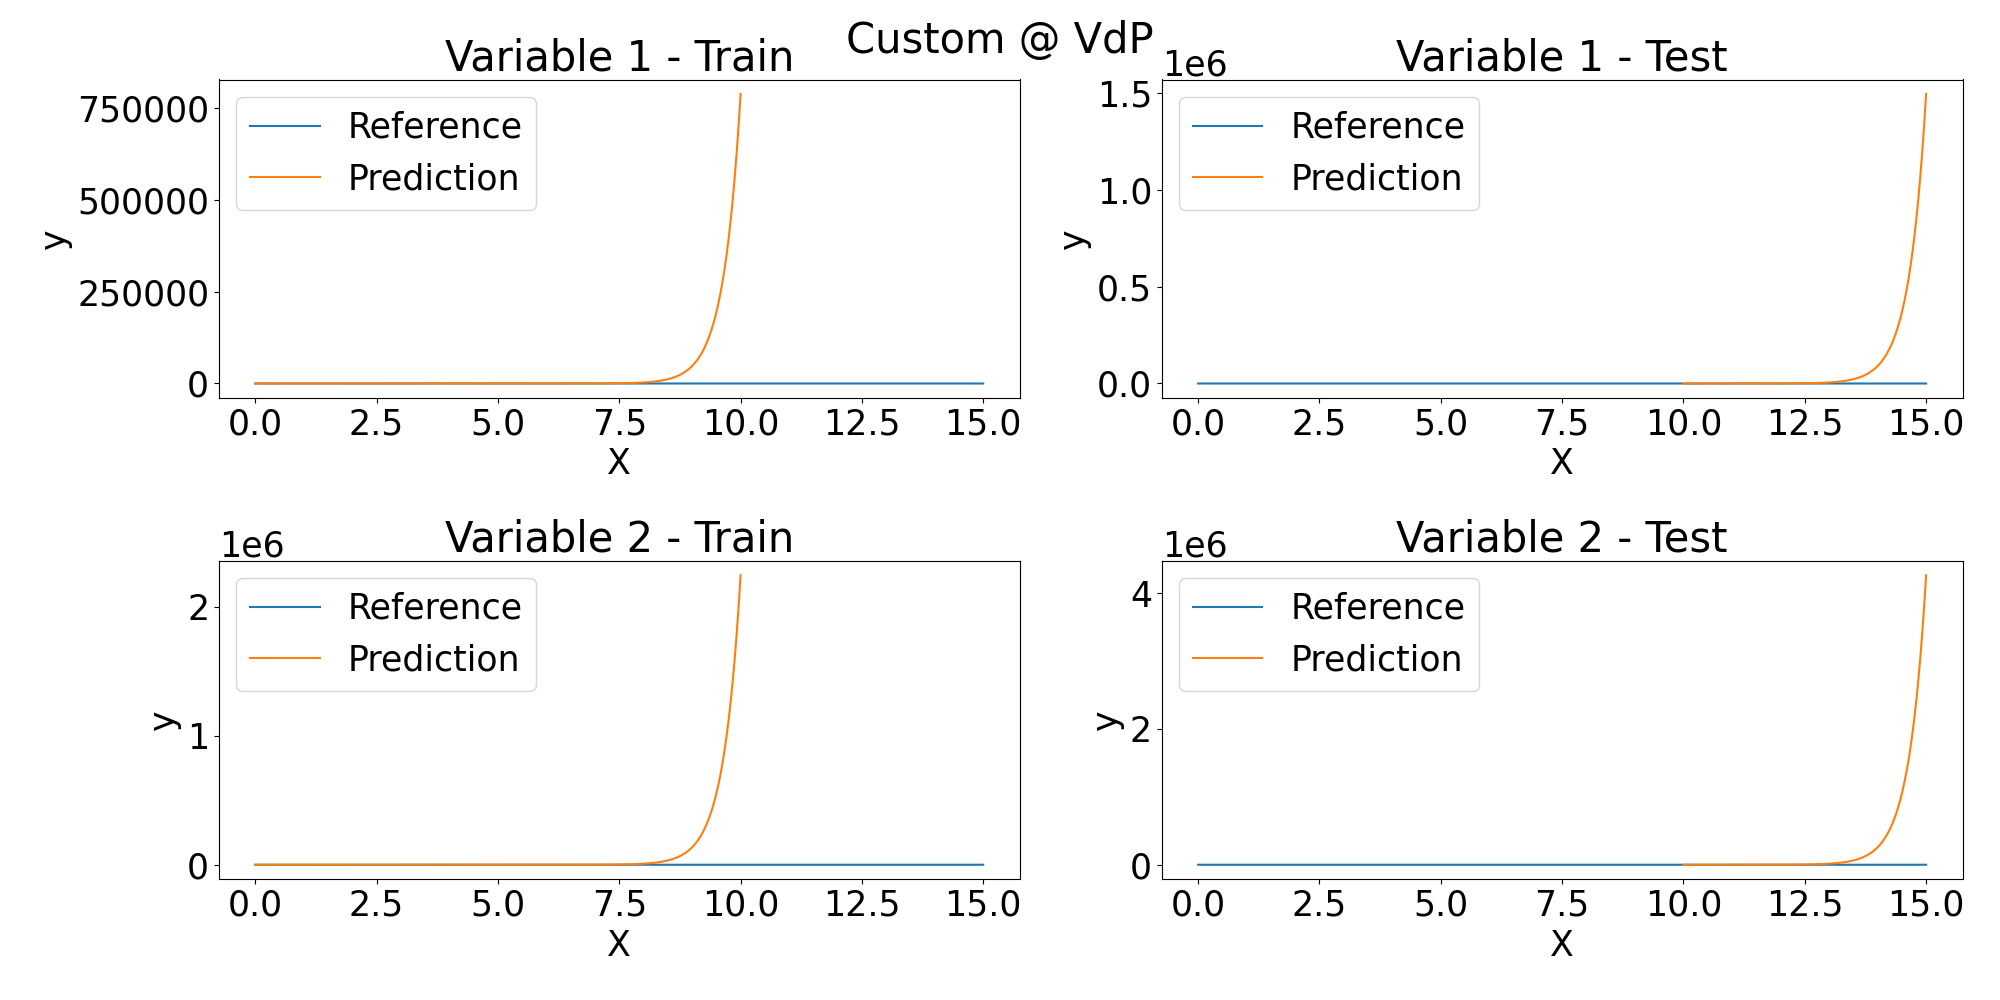 Custom @ VdP
Variable 1 - Train
750000
500000
250000
0
y
Reference
Prediction
0.0 2.5 5.0 7.5 10.0 12.5 15.0
X
Variable 1 - Test
1e6
1.5
1.0
0.5
0.0
y
Reference
Prediction
0.0 2.5 5.0 7.5 10.0 12.5 15.0
X
Variable 2 - Train
1e6
2
1
0
y
Reference
Prediction
0.0 2.5 5.0 7.5 10.0 12.5 15.0
X
Variable 2 - Test
1e6
4
2
0
y
Reference
Prediction
0.0 2.5 5.0 7.5 10.0 12.5 15.0
X